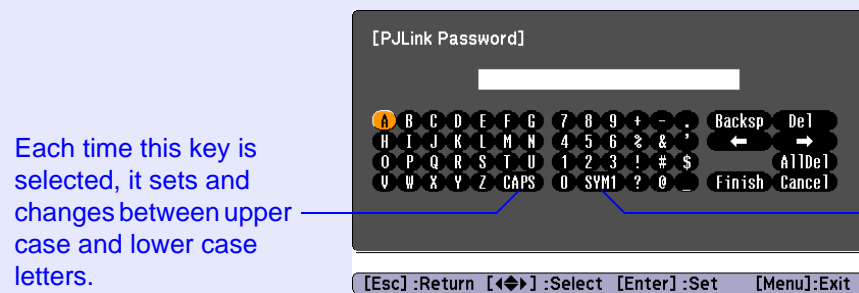 [PJLink Password]
A B C D E F G 7 8 9 + - . Backsp Del
H I J K L M N 4 5 6 % & ' ← →
O P Q R S T U 1 2 3 ! # $ AllDel
V W X Y Z CAPS 0 SYM1 ? @ _ Finish Cancel
Each time this key is
selected, it sets and
changes between upper
case and lower case
letters.
[Esc] :Return [◀◆▶] :Select [Enter] :Set [Menu]:Exit